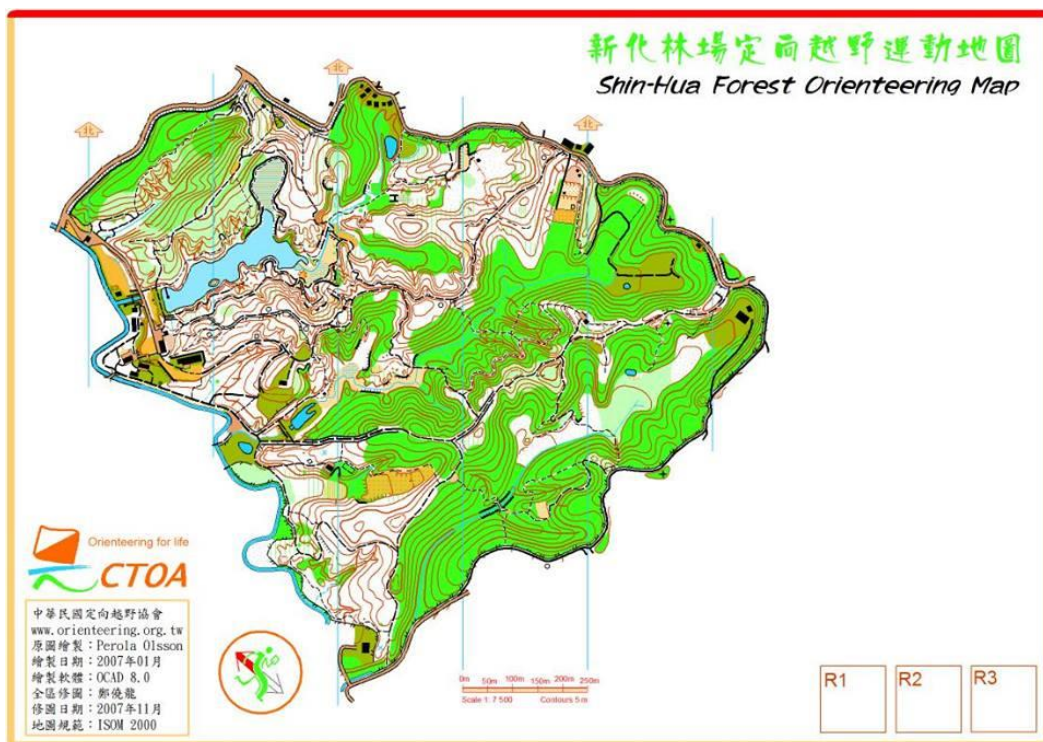 新化林場定向越野運動地圖
Shin-Hua Forest Orienteering Map
北
北
北
Orienteering for life
CTOA
中華民國定向越野協會
www.orienteering.org.tw
原圖繪製：Perola Olsson
繪製日期：2007年01月
繪製軟體：OCAD 8.0
全區修圖：鄭僥龍
修圖日期：2007年11月
地圖規範：ISOM 2000
0m 50m 100m 150m 200m 250m
Scale 1: 7 500 Contours 5 m
R1 R2 R3